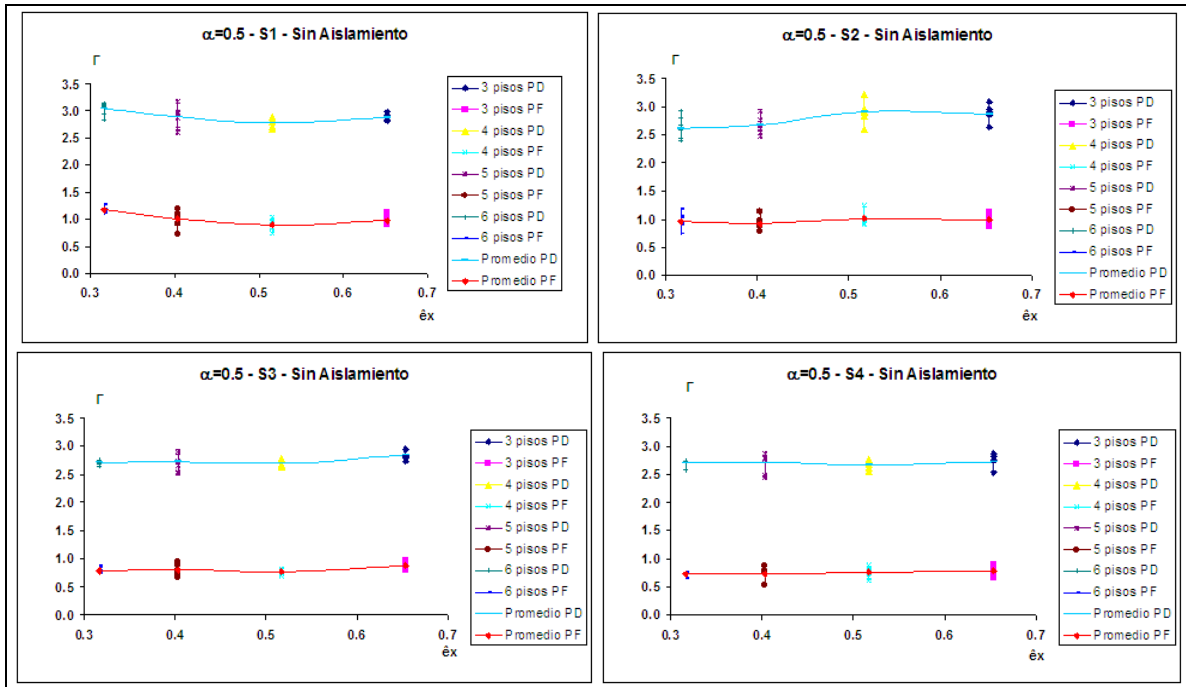 α=0.5 - S1 - Sin Aislamiento
Γ
3.5
3.0
2.5
2.0
1.5
1.0
0.5
0.0
0.3 0.4 0.5 0.6 0.7
êx
3 pisos PD
3 pisos PF
4 pisos PD
4 pisos PF
5 pisos PD
5 pisos PF
6 pisos PD
6 pisos PF
Promedio PD
Promedio PF
α=0.5 - S2 - Sin Aislamiento
Γ
3.5
3.0
2.5
2.0
1.5
1.0
0.5
0.0
0.3 0.4 0.5 0.6 0.7
êx
3 pisos PD
3 pisos PF
4 pisos PD
4 pisos PF
5 pisos PD
5 pisos PF
6 pisos PD
6 pisos PF
Promedio PD
Promedio PF
α=0.5 - S3 - Sin Aislamiento
Γ
3.5
3.0
2.5
2.0
1.5
1.0
0.5
0.0
0.3 0.4 0.5 0.6 0.7
êx
3 pisos PD
3 pisos PF
4 pisos PD
4 pisos PF
5 pisos PD
5 pisos PF
6 pisos PD
6 pisos PF
Promedio PD
Promedio PF
α=0.5 - S4 - Sin Aislamiento
Γ
3.5
3.0
2.5
2.0
1.5
1.0
0.5
0.0
0.3 0.4 0.5 0.6 0.7
êx
3 pisos PD
3 pisos PF
4 pisos PD
4 pisos PF
5 pisos PD
5 pisos PF
6 pisos PD
6 pisos PF
Promedio PD
Promedio PF